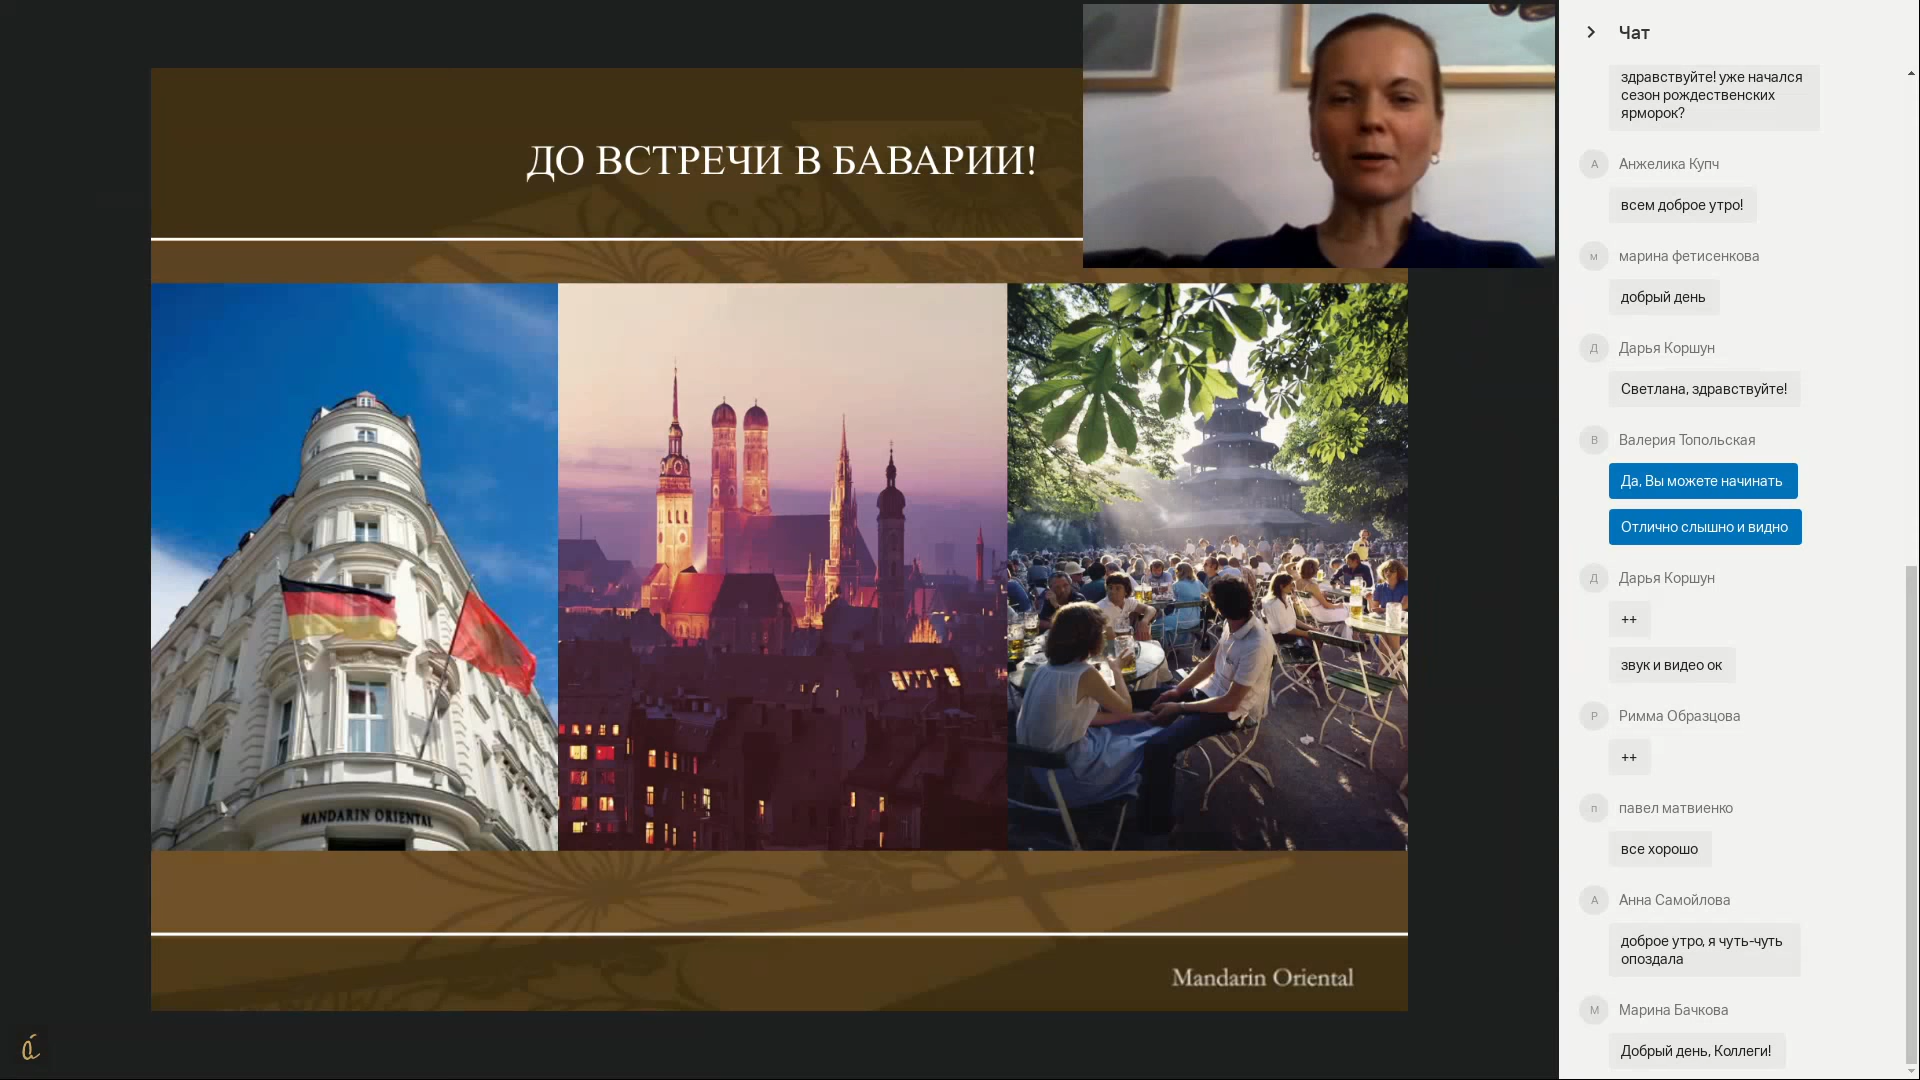 ДО ВСТРЕЧИ В БАВАРИИ!
MANDARIN ORIENTAL
Mandarin Oriental
á
Чат
здравствуйте! уже начался
сезон рождественских
ярморок?
А Анжелика Купч
всем доброе утро!
м марина фетисенкова
добрый день
Д Дарья Коршун
Светлана, здравствуйте!
В Валерия Топольская
Да, Вы можете начинать
Отлично слышно и видно
Д Дарья Коршун
++
звук и видео ок
Р Римма Образцова
++
п павел матвиенко
все хорошо
А Анна Самойлова
доброе утро, я чуть-чуть
опоздала
М Марина Бачкова
Добрый день, Коллеги!